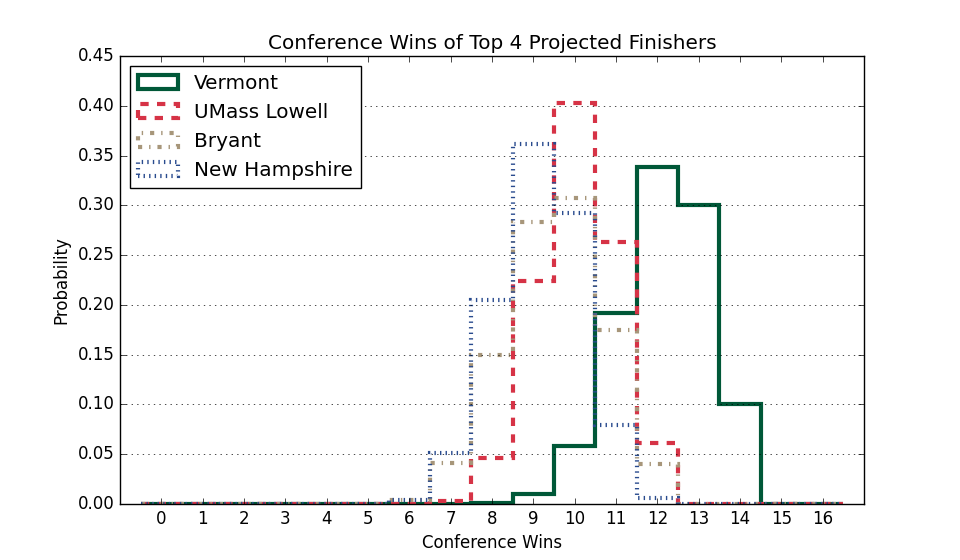 Conference Wins of Top 4 Projected Finishers
Vermont
UMass Lowell
Bryant
New Hampshire
0.45
0.40
0.35
0.30
0.25
0.20
0.15
0.10
0.05
0.00
Probability
0 1 2 3 4 5 6 7 8 9 10 11 12 13 14 15 16
Conference Wins